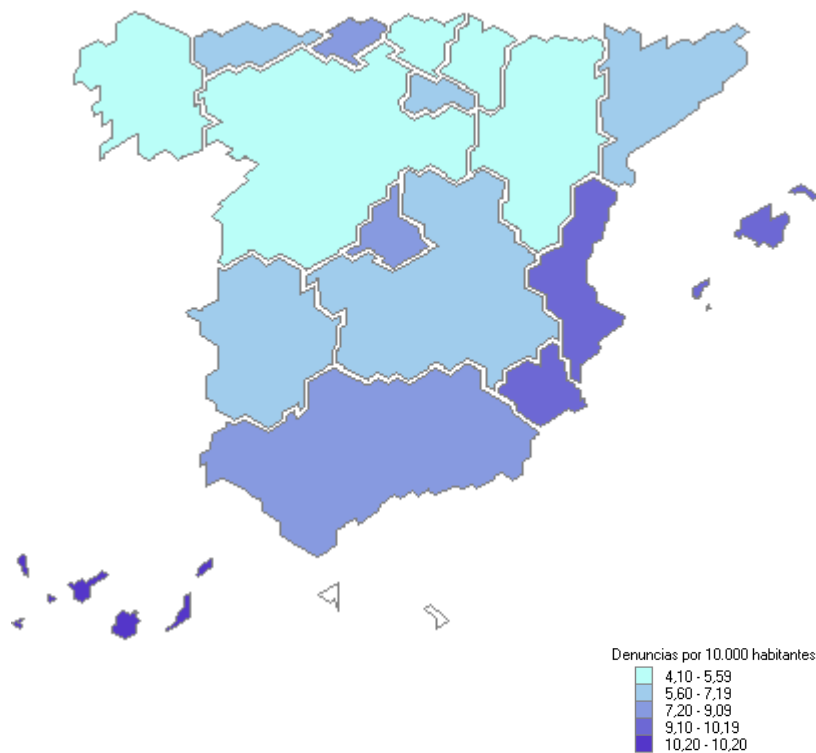 Denuncias por 10.000 habitantes
4,10 - 5,59
5,60 - 7,19
7,20 - 9,09
9,10 - 10,19
10,20 - 10,20